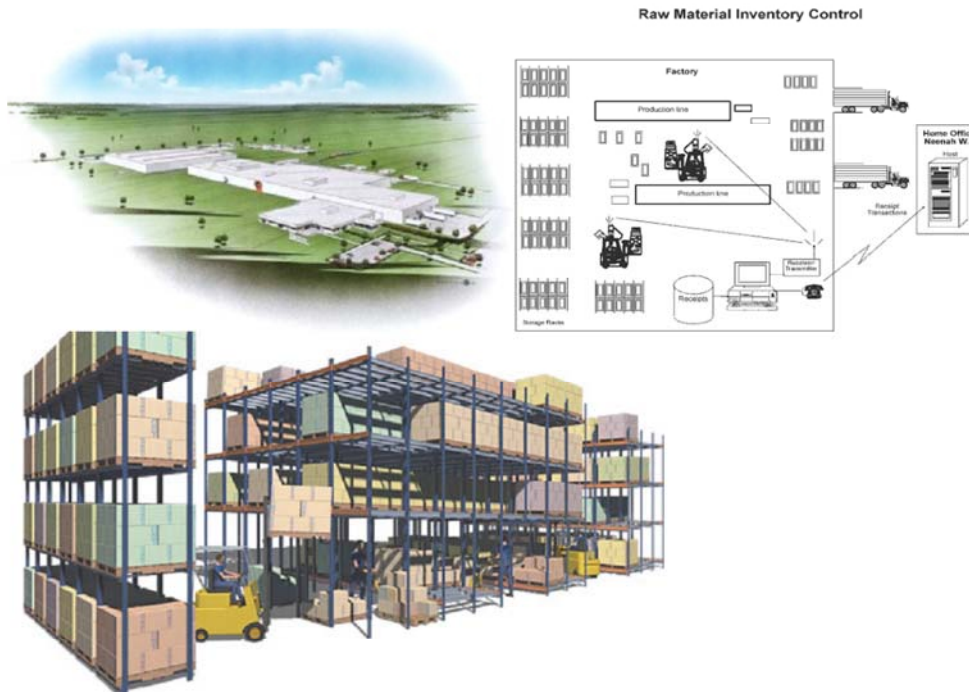 Raw Material Inventory Control
Factory
Production line
Home Office
Neenah W.
Host
Production line
Receipt
Transactions
Receiver/
Transmitter
Receipts
Storage Racks